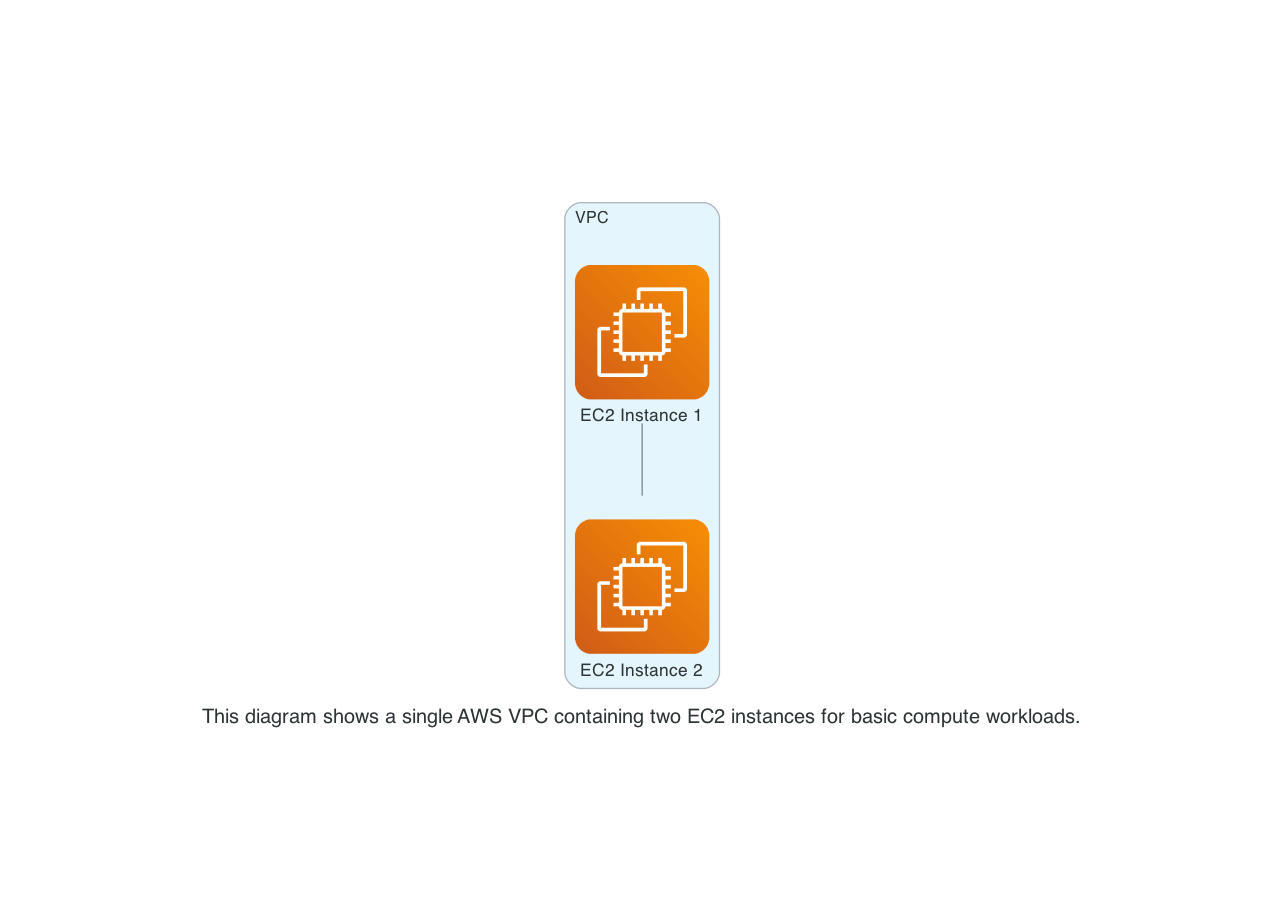 VPC
EC2 Instance 1
EC2 Instance 2
This diagram shows a single AWS VPC containing two EC2 instances for basic compute workloads.